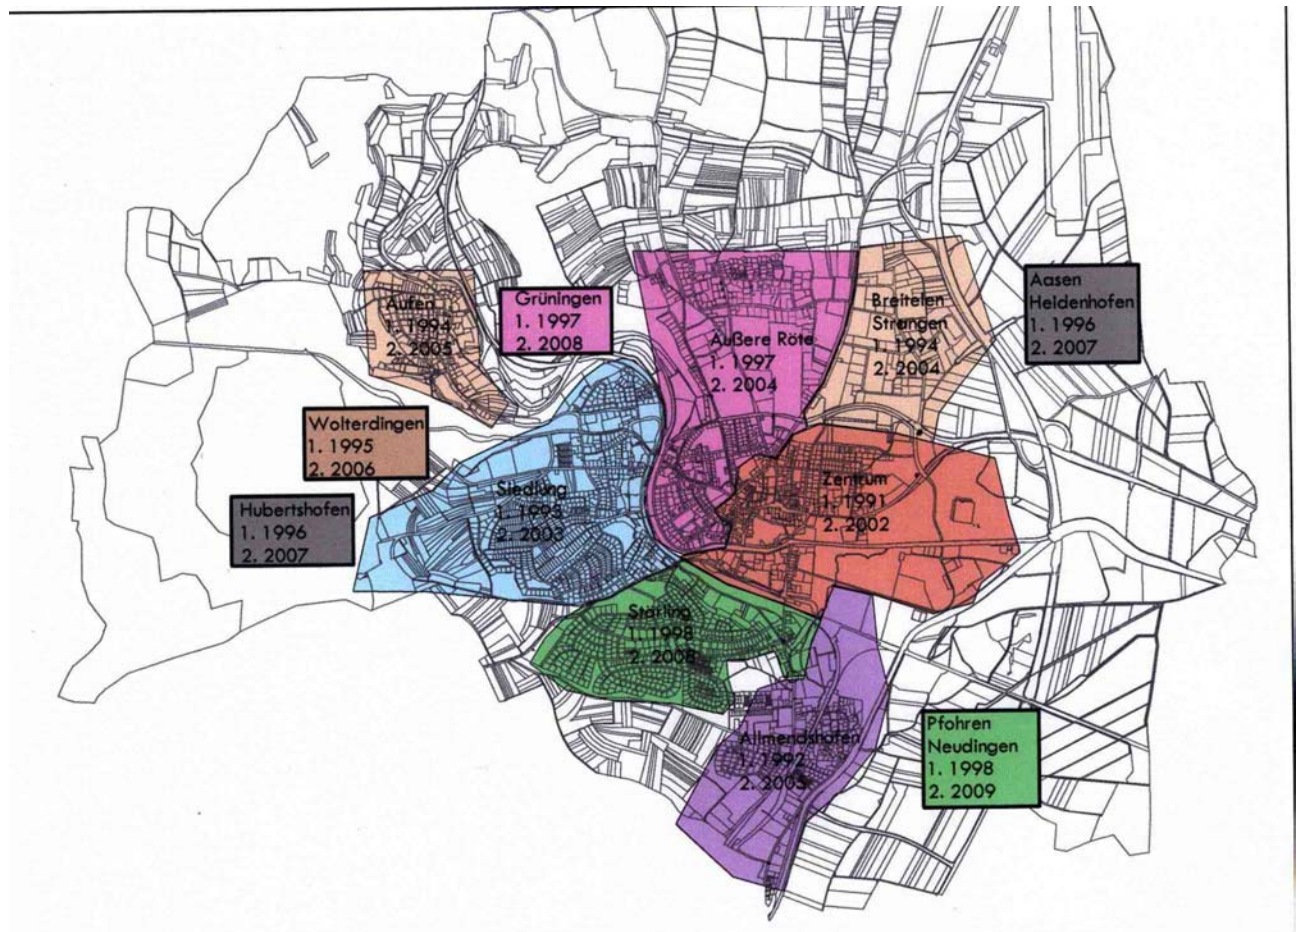 Aufen
1. 1994
2. 2005
Grüningen
1. 1997
2. 2008
Äußere Röte
1. 1997
2. 2004
Breitelen
Strangen
1. 1994
2. 2004
Aasen
Heidenhofen
1. 1996
2. 2007
Wolterdingen
1. 1995
2. 2006
Hubertshofen
1. 1996
2. 2007
Siedlung
1. 1993
2. 2003
Zentrum
1. 1991
2. 2002
Stärling
1. 1998
2. 2008
Allmendshofen
1. 1992
2. 2005
Pfohren
Neudingen
1. 1998
2. 2009